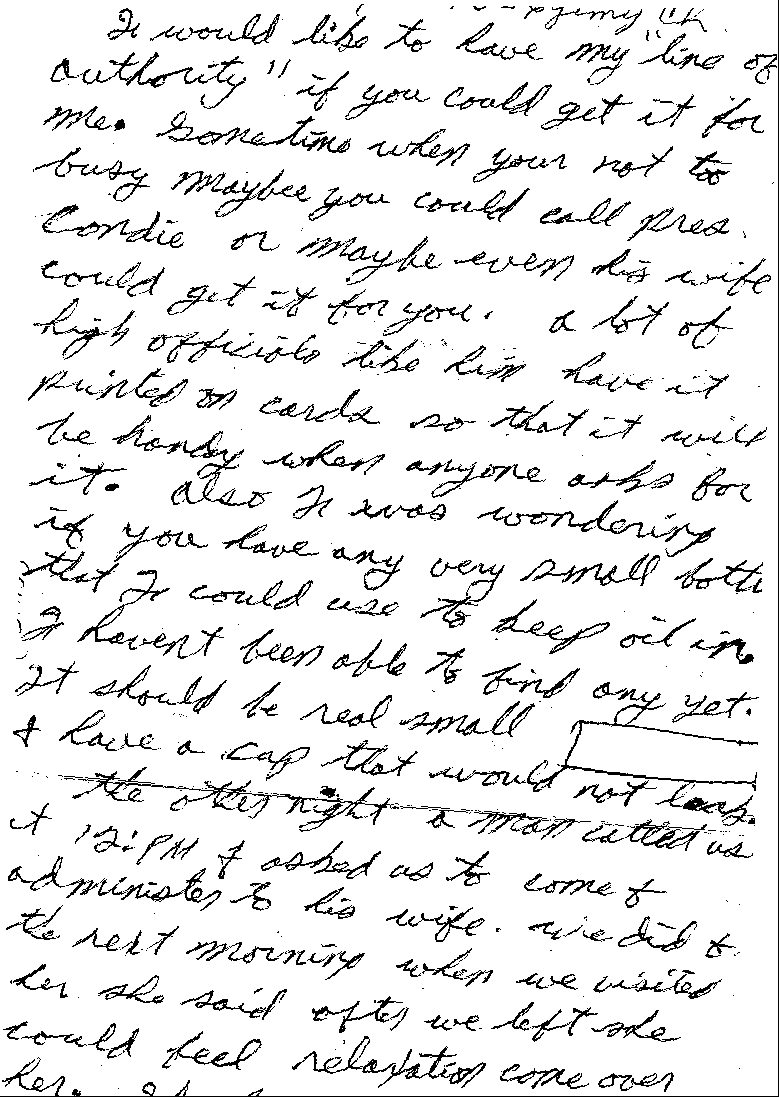 I would like to have my "line of
authority" if you could get it for
me. Sometime when your not too
busy maybee you could call Pres.
Condie or maybe even his wife
could get it for you. A lot of
high officials like him have it
printed on cards so that it will
be handy when anyone asks for
it. Also I was wondering
if you have any very small bottl
that I could use to keep oil in.
I haven't been able to find any yet.
It should be real small
& have a cap that would not leak.
the other night a man called us
at 12:PM & asked us to come &
administer to his wife. We did &
the next morning when we visited
her she said after we left she
could feel relaxation come over
her.